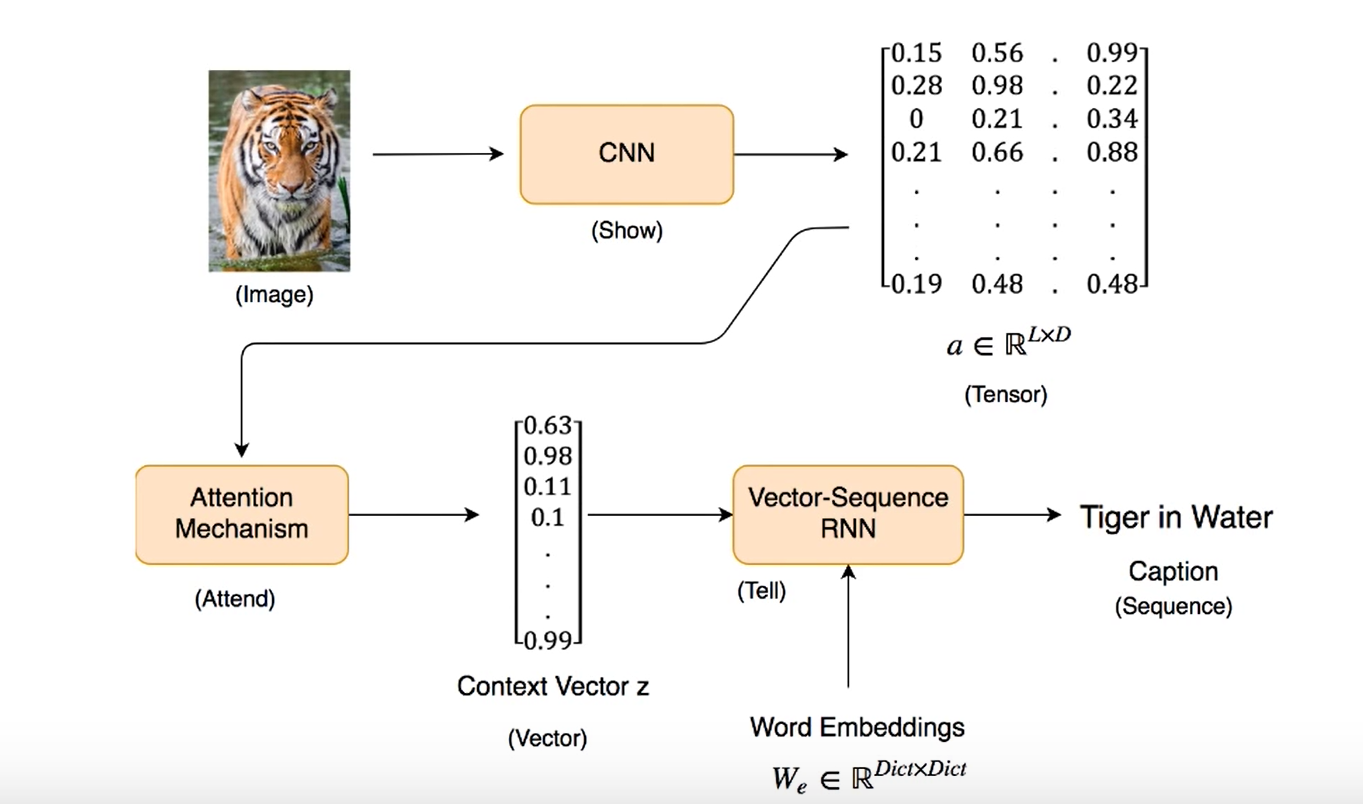 (Image)
CNN
(Show)
0.15 0.56 . 0.99
0.28 0.98 . 0.22
0 0.21 . 0.34
0.21 0.66 . 0.88
. . . .
. . . .
. . . .
0.19 0.48 . 0.48
a ∈ ℝ^{L×D}
(Tensor)
Attention
Mechanism
(Attend)
0.63
0.98
0.11
0.1
.
.
.
0.99
Context Vector z
(Vector)
Vector-Sequence
RNN
(Tell)
Word Embeddings
W_e ∈ ℝ^{Dict×Dict}
Tiger in Water
Caption
(Sequence)